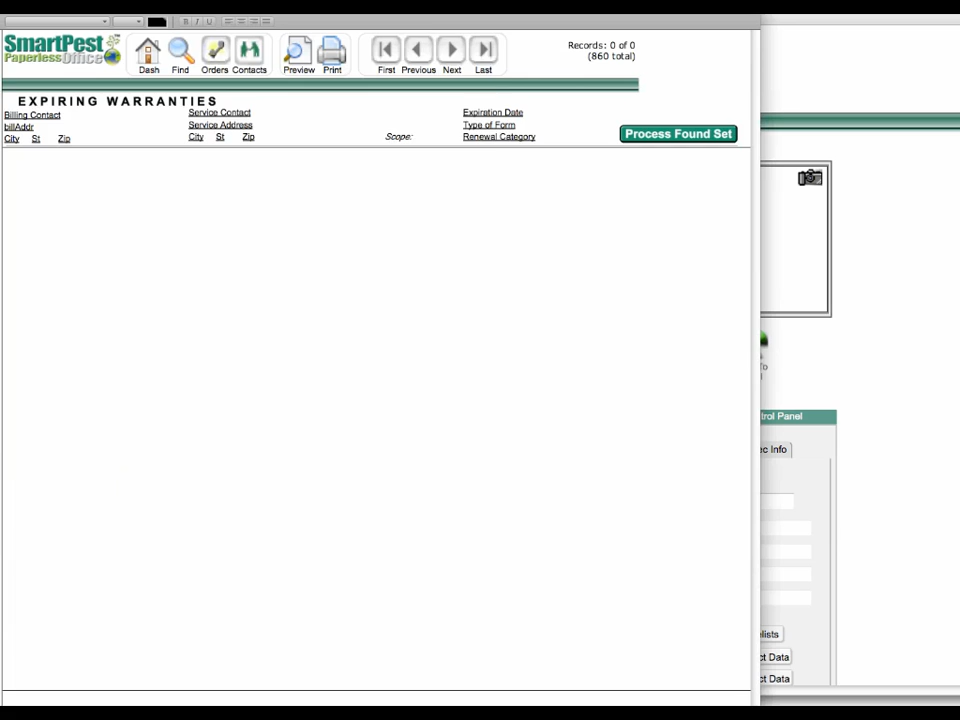 B I U
SmartPest
PaperlessOffice
Dash Find Orders Contacts Preview Print First Previous Next Last
Records: 0 of 0
(860 total)
EXPIRING WARRANTIES
Billing Contact
billAddr
City St Zip
Service Contact
Service Address
City St Zip
Scope:
Expiration Date
Type of Form
Renewal Category
Process Found Set
To
trol Panel
ec Info
lists
ct Data
ct Data